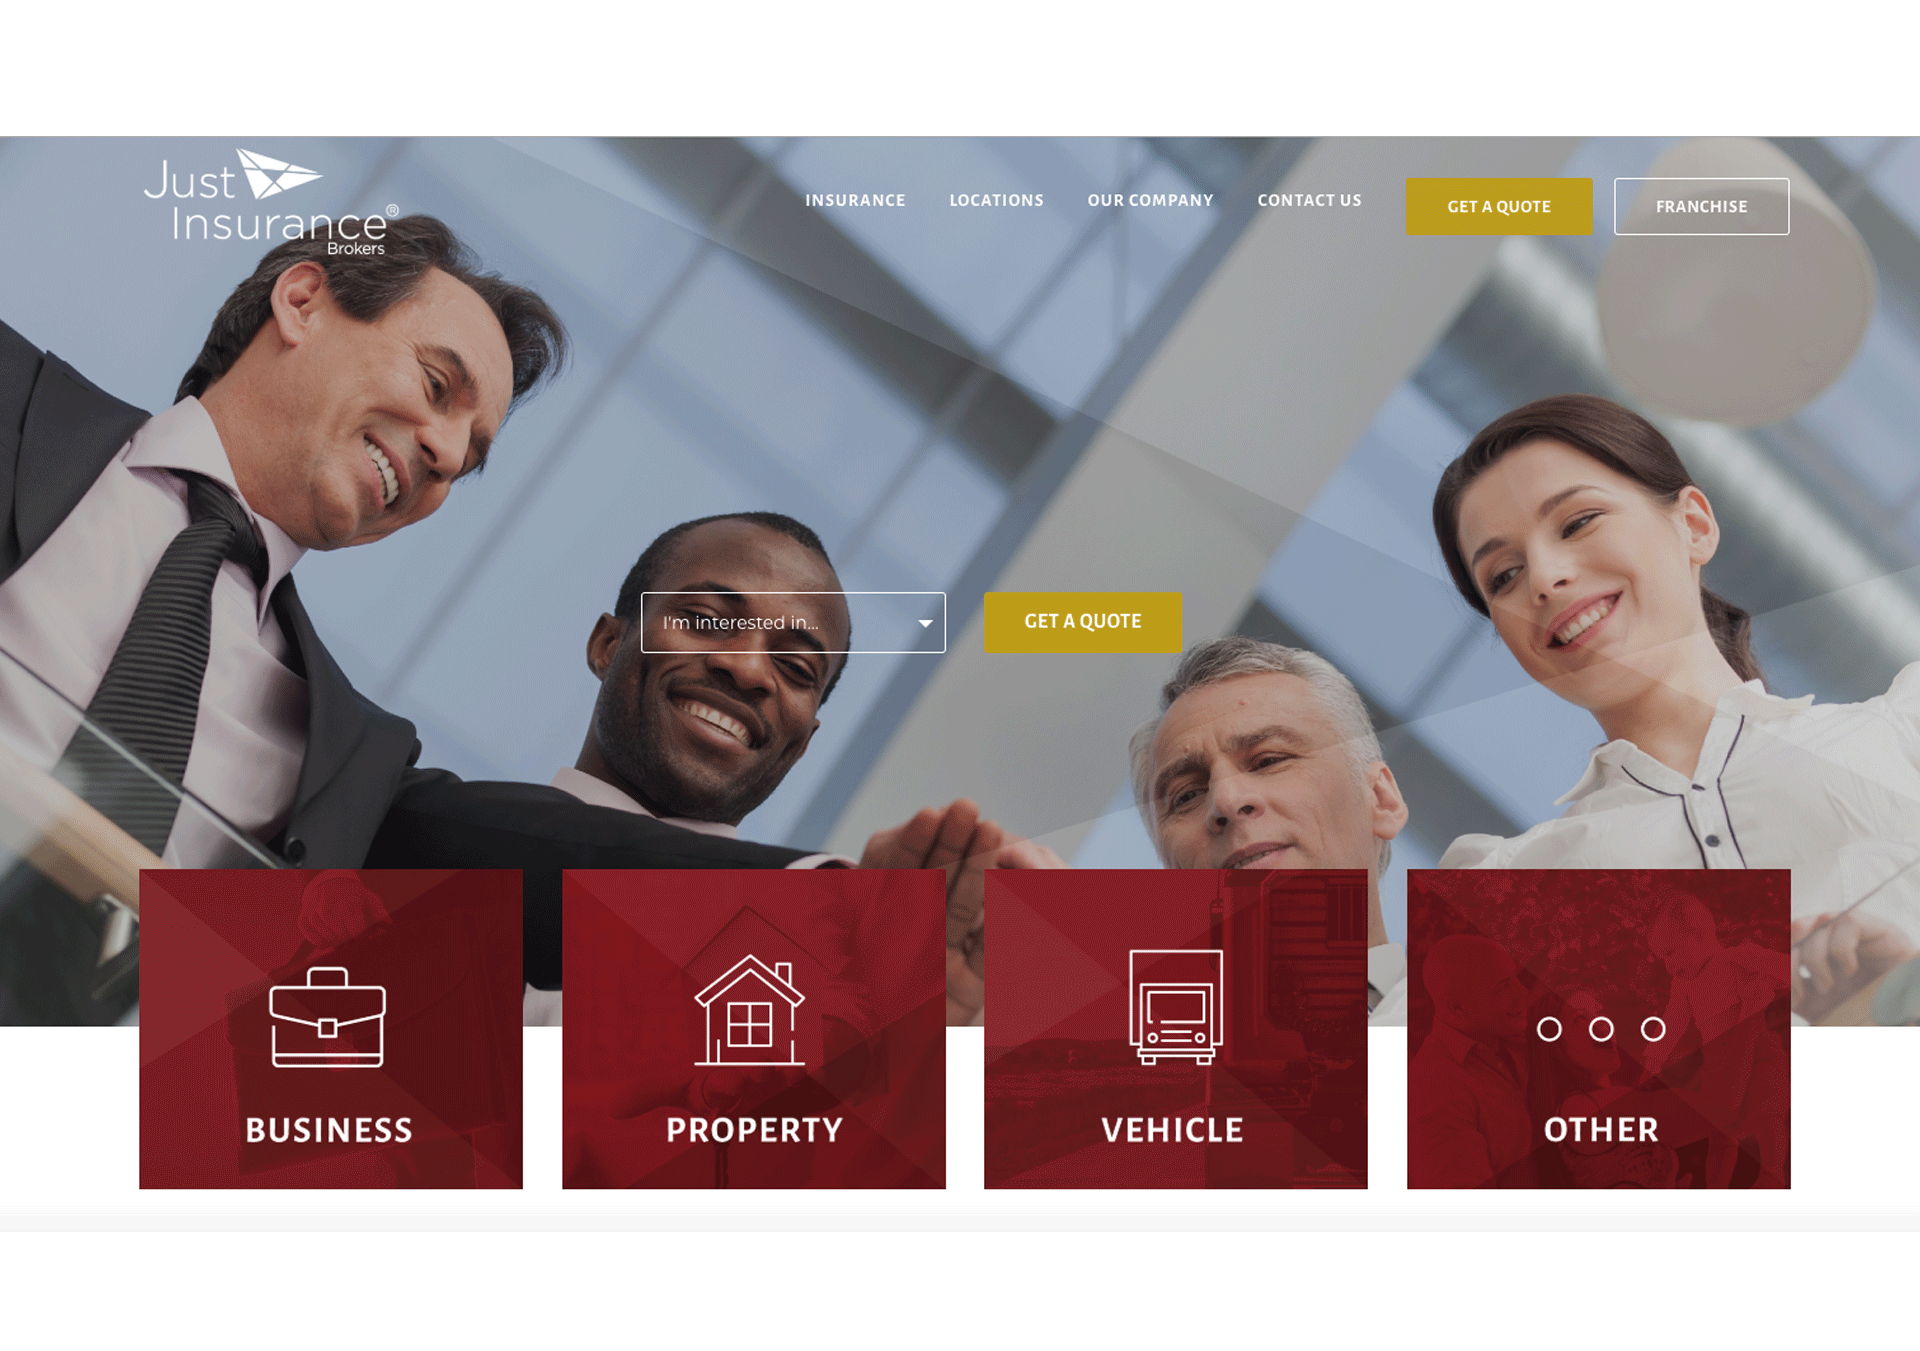 Just
Insurance®
Brokers
INSURANCE
LOCATIONS
OUR COMPANY
CONTACT US
GET A QUOTE
FRANCHISE
I'm interested in...
GET A QUOTE
BUSINESS
PROPERTY
VEHICLE
OTHER